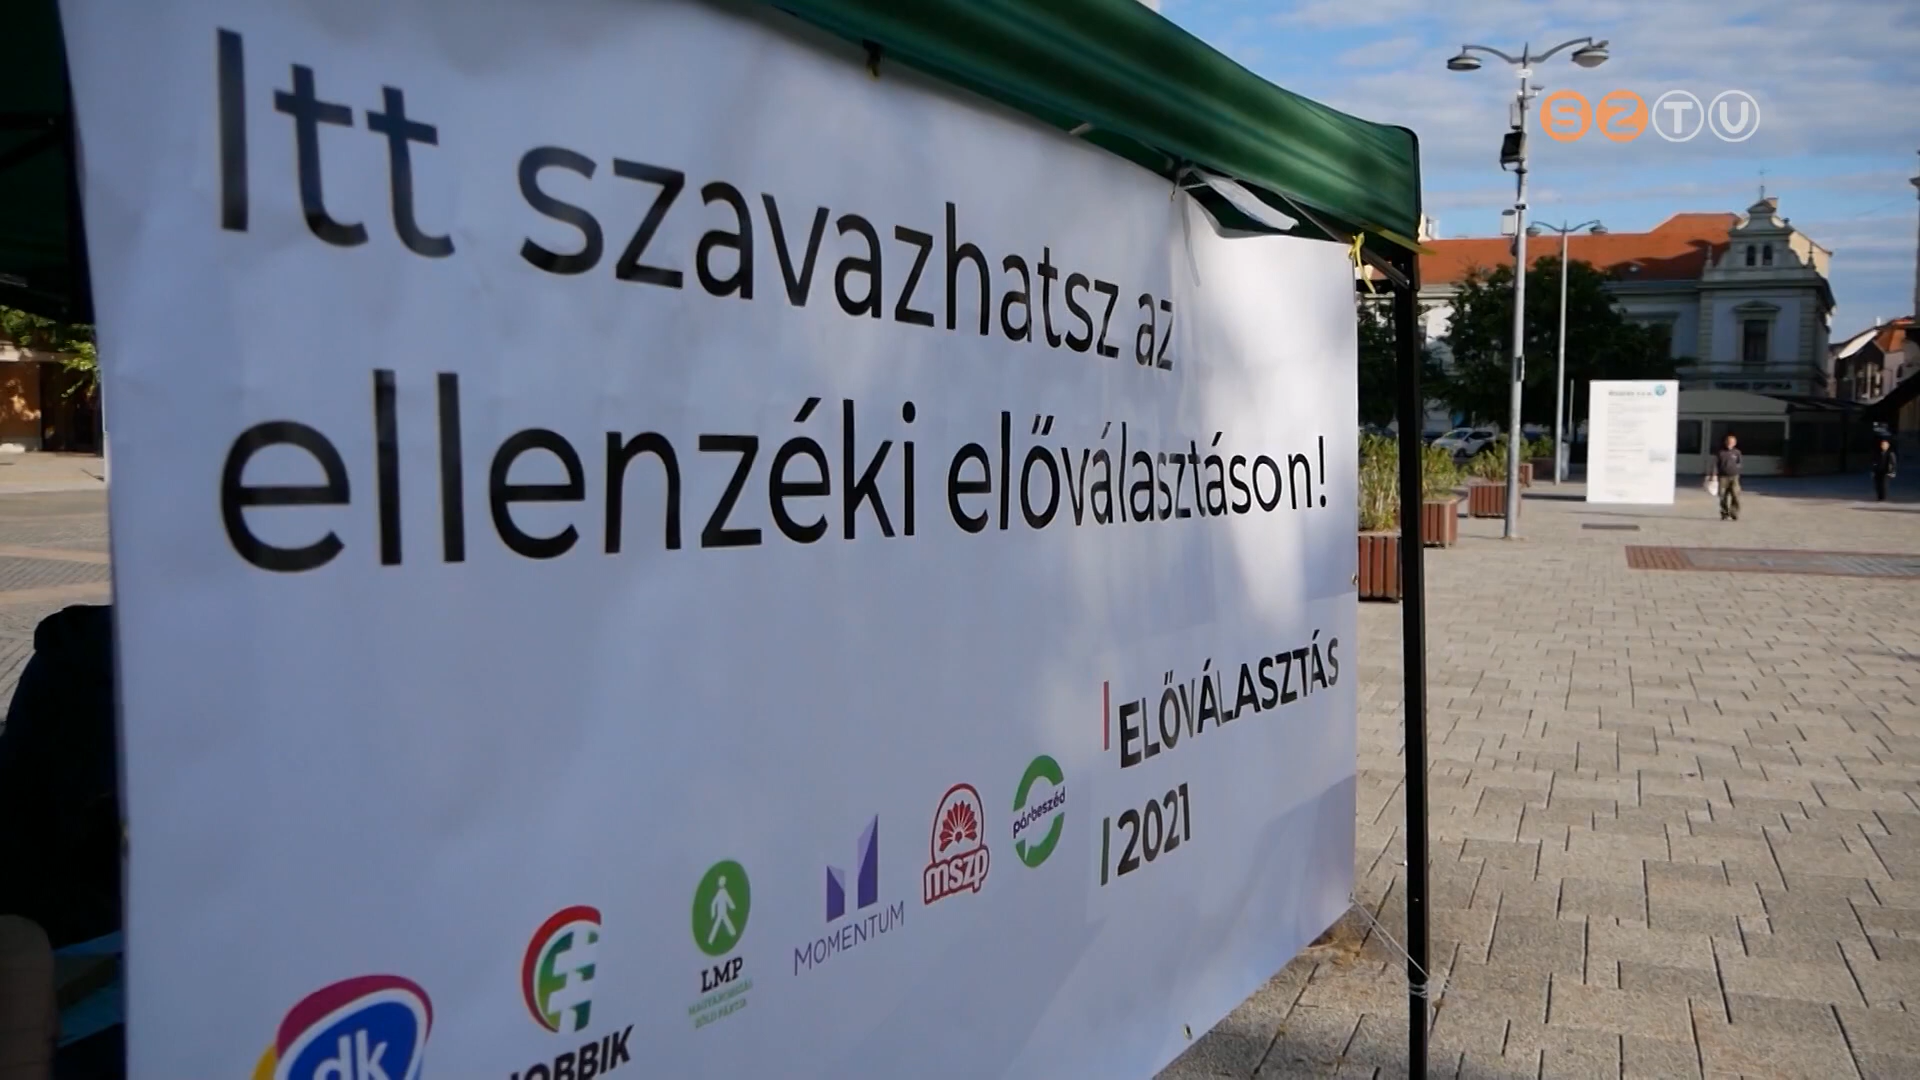 Itt szavazhatsz az
ellenzéki előválasztáson!
ELŐVÁLASZTÁS
2021
párbeszéd
mszp
MOMENTUM
LMP
MAGYARORSZÁG
ZÖLD PÁRTJA
JOBBIK
dk
SZTV